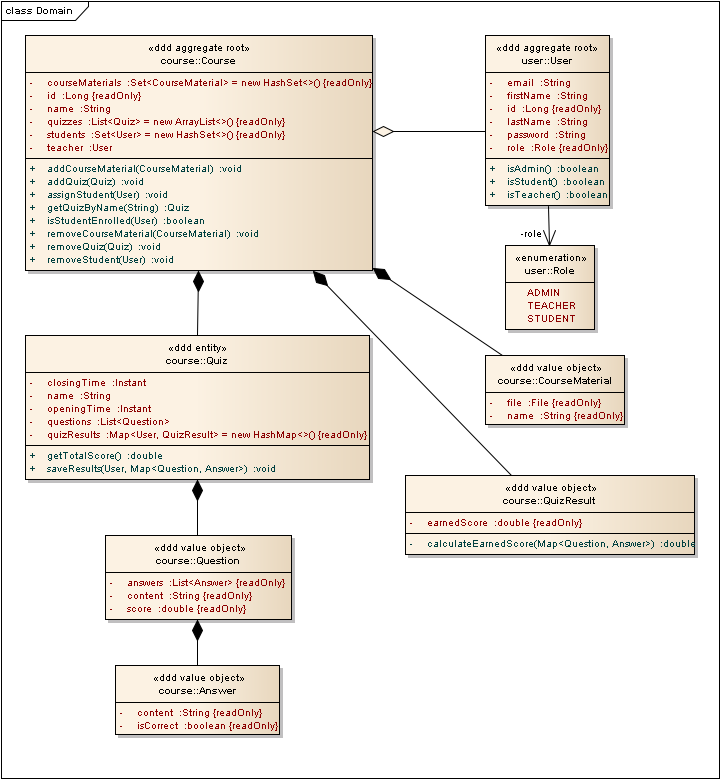 class Domain
«ddd aggregate root»
course::Course
- courseMaterials :Set<CourseMaterial> = new HashSet<>() {readOnly}
- id :Long {readOnly}
- name :String
- quizzes :List<Quiz> = new ArrayList<>() {readOnly}
- students :Set<User> = new HashSet<>() {readOnly}
- teacher :User
+ addCourseMaterial(CourseMaterial) :void
+ addQuiz(Quiz) :void
+ assignStudent(User) :void
+ getQuizByName(String) :Quiz
+ isStudentEnrolled(User) :boolean
+ removeCourseMaterial(CourseMaterial) :void
+ removeQuiz(Quiz) :void
+ removeStudent(User) :void
«ddd aggregate root»
user::User
- email :String
- firstName :String
- id :Long {readOnly}
- lastName :String
- password :String
- role :Role {readOnly}
+ isAdmin() :boolean
+ isStudent() :boolean
+ isTeacher() :boolean
-role
«enumeration»
user::Role
ADMIN
TEACHER
STUDENT
«ddd entity»
course::Quiz
- closingTime :Instant
- name :String
- openingTime :Instant
- questions :List<Question>
- quizResults :Map<User, QuizResult> = new HashMap<>() {readOnly}
+ getTotalScore() :double
+ saveResults(User, Map<Question, Answer>) :void
«ddd value object»
course::CourseMaterial
- file :File {readOnly}
- name :String {readOnly}
«ddd value object»
course::QuizResult
- earnedScore :double {readOnly}
- calculateEarnedScore(Map<Question, Answer>) :double
«ddd value object»
course::Question
- answers :List<Answer> {readOnly}
- content :String {readOnly}
- score :double {readOnly}
«ddd value object»
course::Answer
- content :String {readOnly}
- isCorrect :boolean {readOnly}